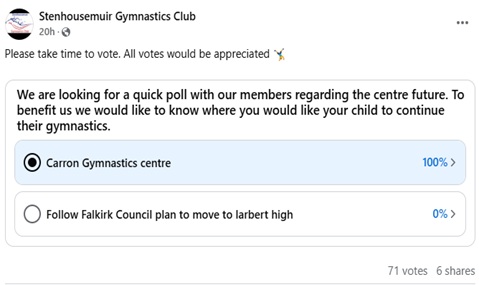 Stenhousemuir Gymnastics Club
20h
Please take time to vote. All votes would be appreciated
We are looking for a quick poll with our members regarding the centre future. To
benefit us we would like to know where you would like your child to continue
their gymnastics.
Carron Gymnastics centre 100%
Follow Falkirk Council plan to move to larbert high 0%
71 votes 6 shares